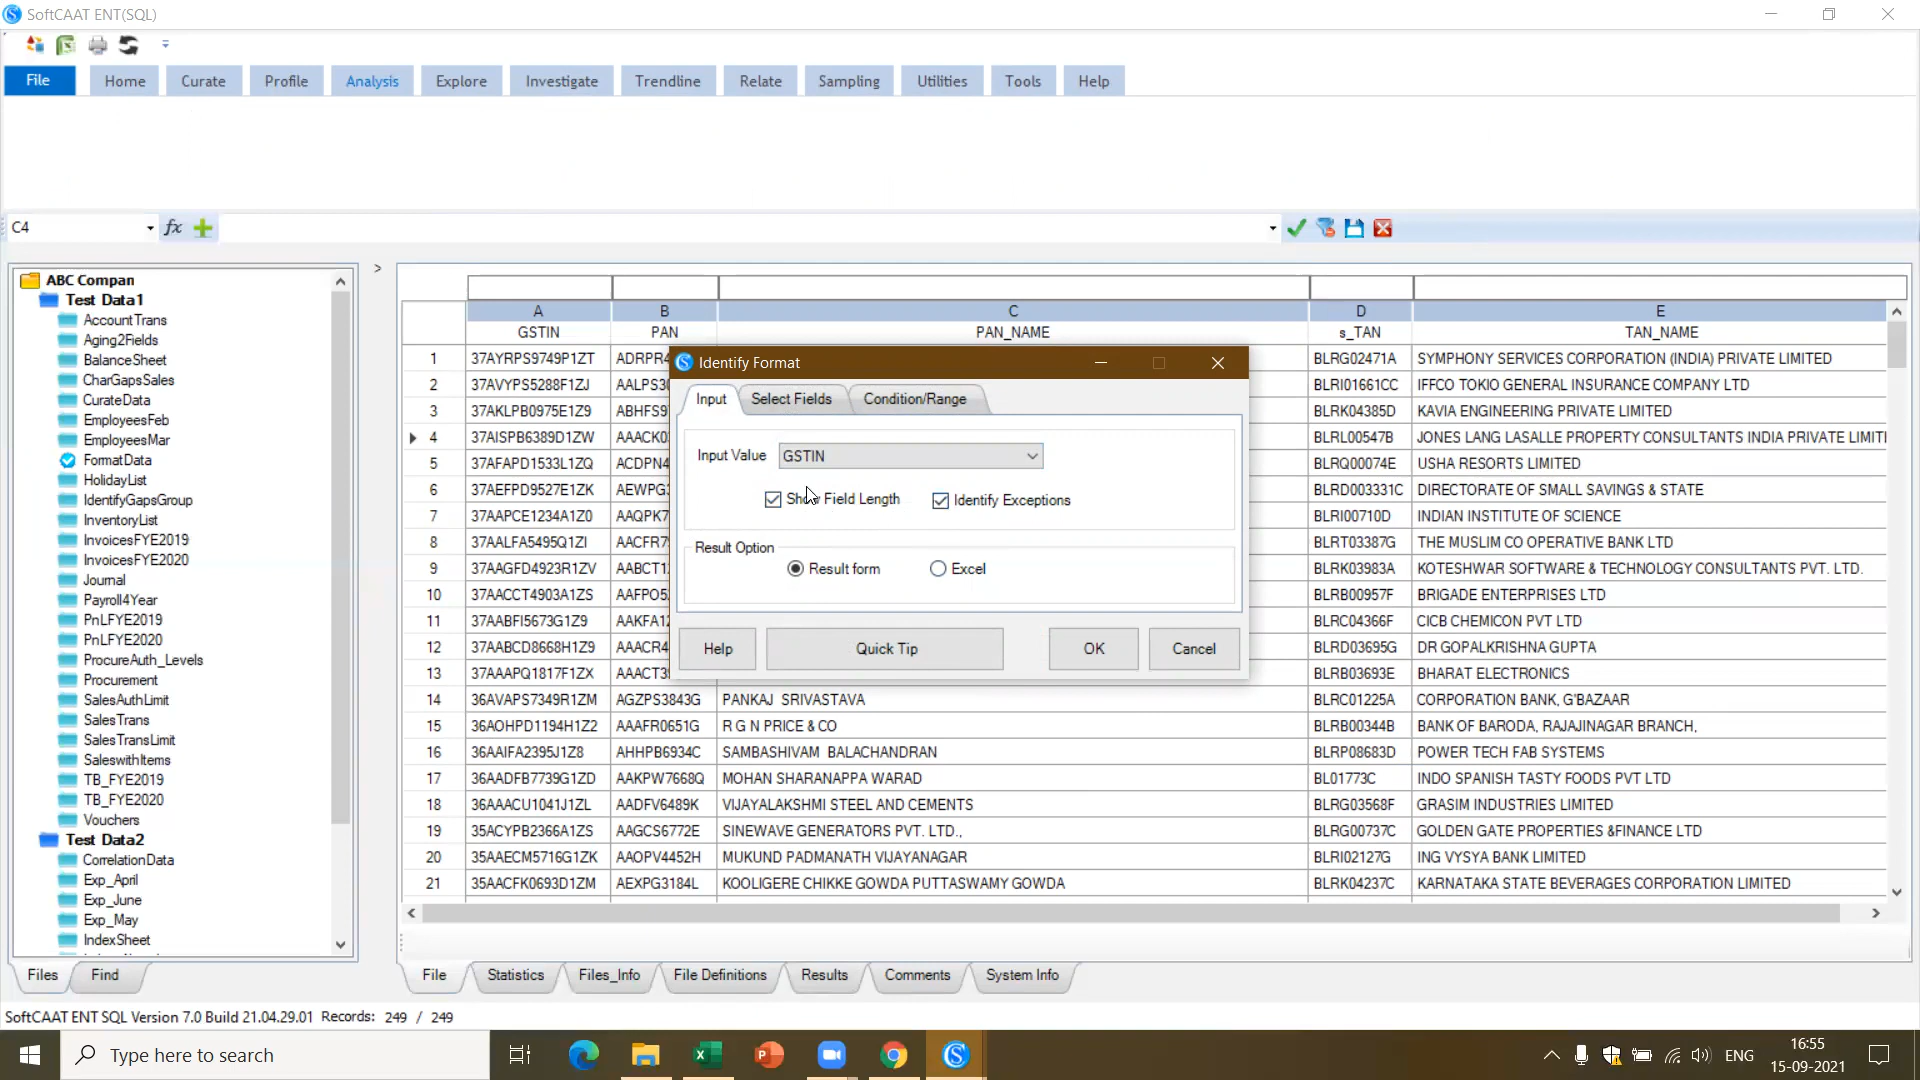 SoftCAAT ENT(SQL)
File Home Curate Profile Analysis Explore Investigate Trendline Relate Sampling Utilities Tools Help
C4 fx
ABC Compan
Test Data1
AccountTrans
Aging2Fields
BalanceSheet
CharGapsSales
CurateData
EmployeesFeb
EmployeesMar
FormatData
HolidayList
IdentifyGapsGroup
InventoryList
InvoicesFYE2019
InvoicesFYE2020
Journal
Payroll4Year
PnLFYE2019
PnLFYE2020
ProcureAuth_Levels
Procurement
SalesAuthLimit
SalesTrans
SalesTransLimit
SaleswithItems
TB_FYE2019
TB_FYE2020
Vouchers
Test Data2
CorrelationData
Exp_April
Exp_June
Exp_May
IndexSheet
Files Find
A B C D E
GSTIN PAN PAN_NAME s_TAN TAN_NAME
1 37AYRPS9749P1ZT ADRPR4 BLRG02471A SYMPHONY SERVICES CORPORATION (INDIA) PRIVATE LIMITED
2 37AVYPS5288F1ZJ BLRI01661CC IFFCO TOKIO GENERAL INSURANCE COMPANY LTD
3 37AKLPB0975E1Z9 BLRK04385D KAVIA ENGINEERING PRIVATE LIMITED
4 37AISPB6389D1ZW BLRL00547B JONES LANG LASALLE PROPERTY CONSULTANTS INDIA PRIVATE LIMITI
5 37AFAPD1533L1ZQ BLRQ00074E USHA RESORTS LIMITED
6 37AEFPD9527E1ZK BLRD003331C DIRECTORATE OF SMALL SAVINGS & STATE
7 37AAPCE1234A1Z0 BLRI00710D INDIAN INSTITUTE OF SCIENCE
8 37AALFA5495Q1ZI BLRT03387G THE MUSLIM CO OPERATIVE BANK LTD
9 37AAGFD4923R1ZV BLRK03983A KOTESHWAR SOFTWARE & TECHNOLOGY CONSULTANTS PVT. LTD.
10 37AACCT4903A1ZS BLRB00957F BRIGADE ENTERPRISES LTD
11 37AABFI5673G1Z9 BLRC04366F CICB CHEMICON PVT LTD
12 37AABCD8668H1Z9 BLRD03695G DR GOPALKRISHNA GUPTA
13 37AAAPQ1817F1ZX BLRB03693E BHARAT ELECTRONICS
14 36AVAPS7349R1ZM AGZPS3843G PANKAJ SRIVASTAVA BLRC01225A CORPORATION BANK, G'BAZAAR
15 36AOHPD1194H1Z2 AAAFR0651G R G N PRICE & CO BLRB00344B BANK OF BARODA, RAJAJINAGAR BRANCH,
16 36AAIFA2395J1Z8 AHHPB6934C SAMBASHIVAM BALACHANDRAN BLRP08683D POWER TECH FAB SYSTEMS
17 36AADFB7739G1ZD AAKPW7668Q MOHAN SHARANAPPA WARAD BL01773C INDO SPANISH TASTY FOODS PVT LTD
18 36AAACU1041J1ZL AADFV6489K VIJAYALAKSHMI STEEL AND CEMENTS BLRG03568F GRASIM INDUSTRIES LIMITED
19 35ACYPB2366A1ZS AAGCS6772E SINEWAVE GENERATORS PVT. LTD., BLRG00737C GOLDEN GATE PROPERTIES &FINANCE LTD
20 35AAECM5716G1ZK AAOPV4452H MUKUND PADMANATH VIJAYANAGAR BLRI02127G ING VYSYA BANK LIMITED
21 35AACFK0693D1ZM AEXPG3184L KOOLIGERE CHIKKE GOWDA PUTTASWAMY GOWDA BLRK04237C KARNATAKA STATE BEVERAGES CORPORATION LIMITED
Identify Format
Input Select Fields Condition/Range
Input Value GSTIN
Show Field Length Identify Exceptions
Result Option
Result form Excel
Help Quick Tip OK Cancel
File Statistics Files_Info File Definitions Results Comments System Info
SoftCAAT ENT SQL Version 7.0 Build 21.04.29.01 Records: 249 / 249
Type here to search
ENG
16:55
15-09-2021